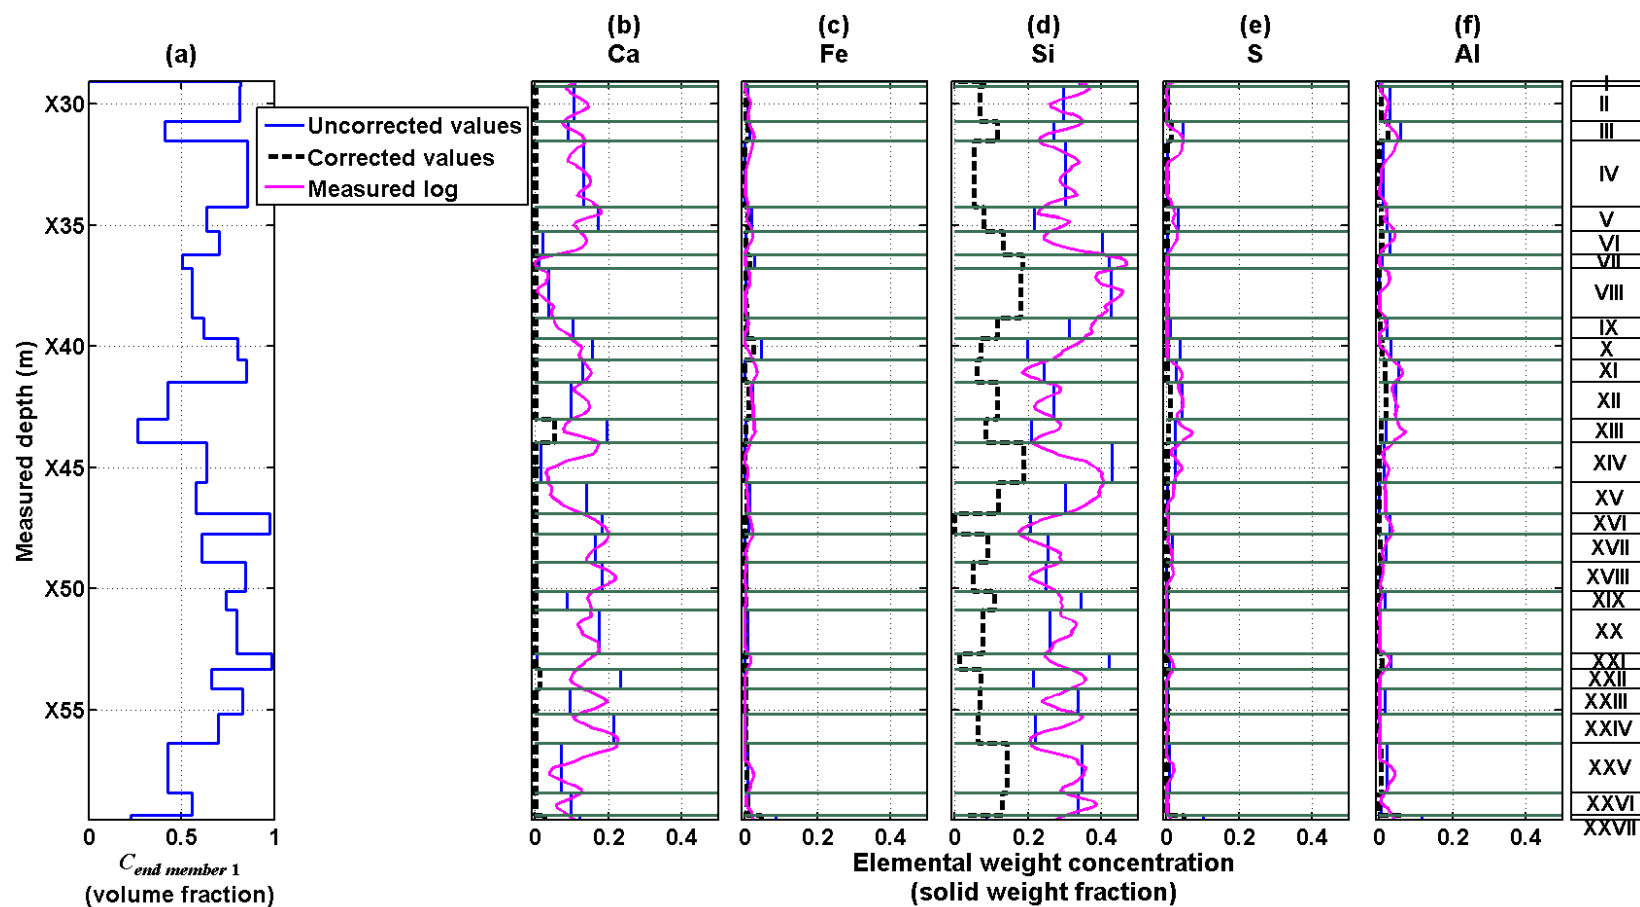 (a)
(b)
Ca
(c)
Fe
(d)
Si
(e)
S
(f)
Al
Uncorrected values
Corrected values
Measured log
Measured depth (m)
X30
X35
X40
X45
X50
X55
0 0.5 1
0 0.2 0.4
0 0.2 0.4
0 0.2 0.4
0 0.2 0.4
0 0.2 0.4
C end member 1
(volume fraction)
Elemental weight concentration
(solid weight fraction)
I
II
III
IV
V
VI
VII
VIII
IX
X
XI
XII
XIII
XIV
XV
XVI
XVII
XVIII
XIX
XX
XXI
XXII
XXIII
XXIV
XXV
XXVI
XXVII